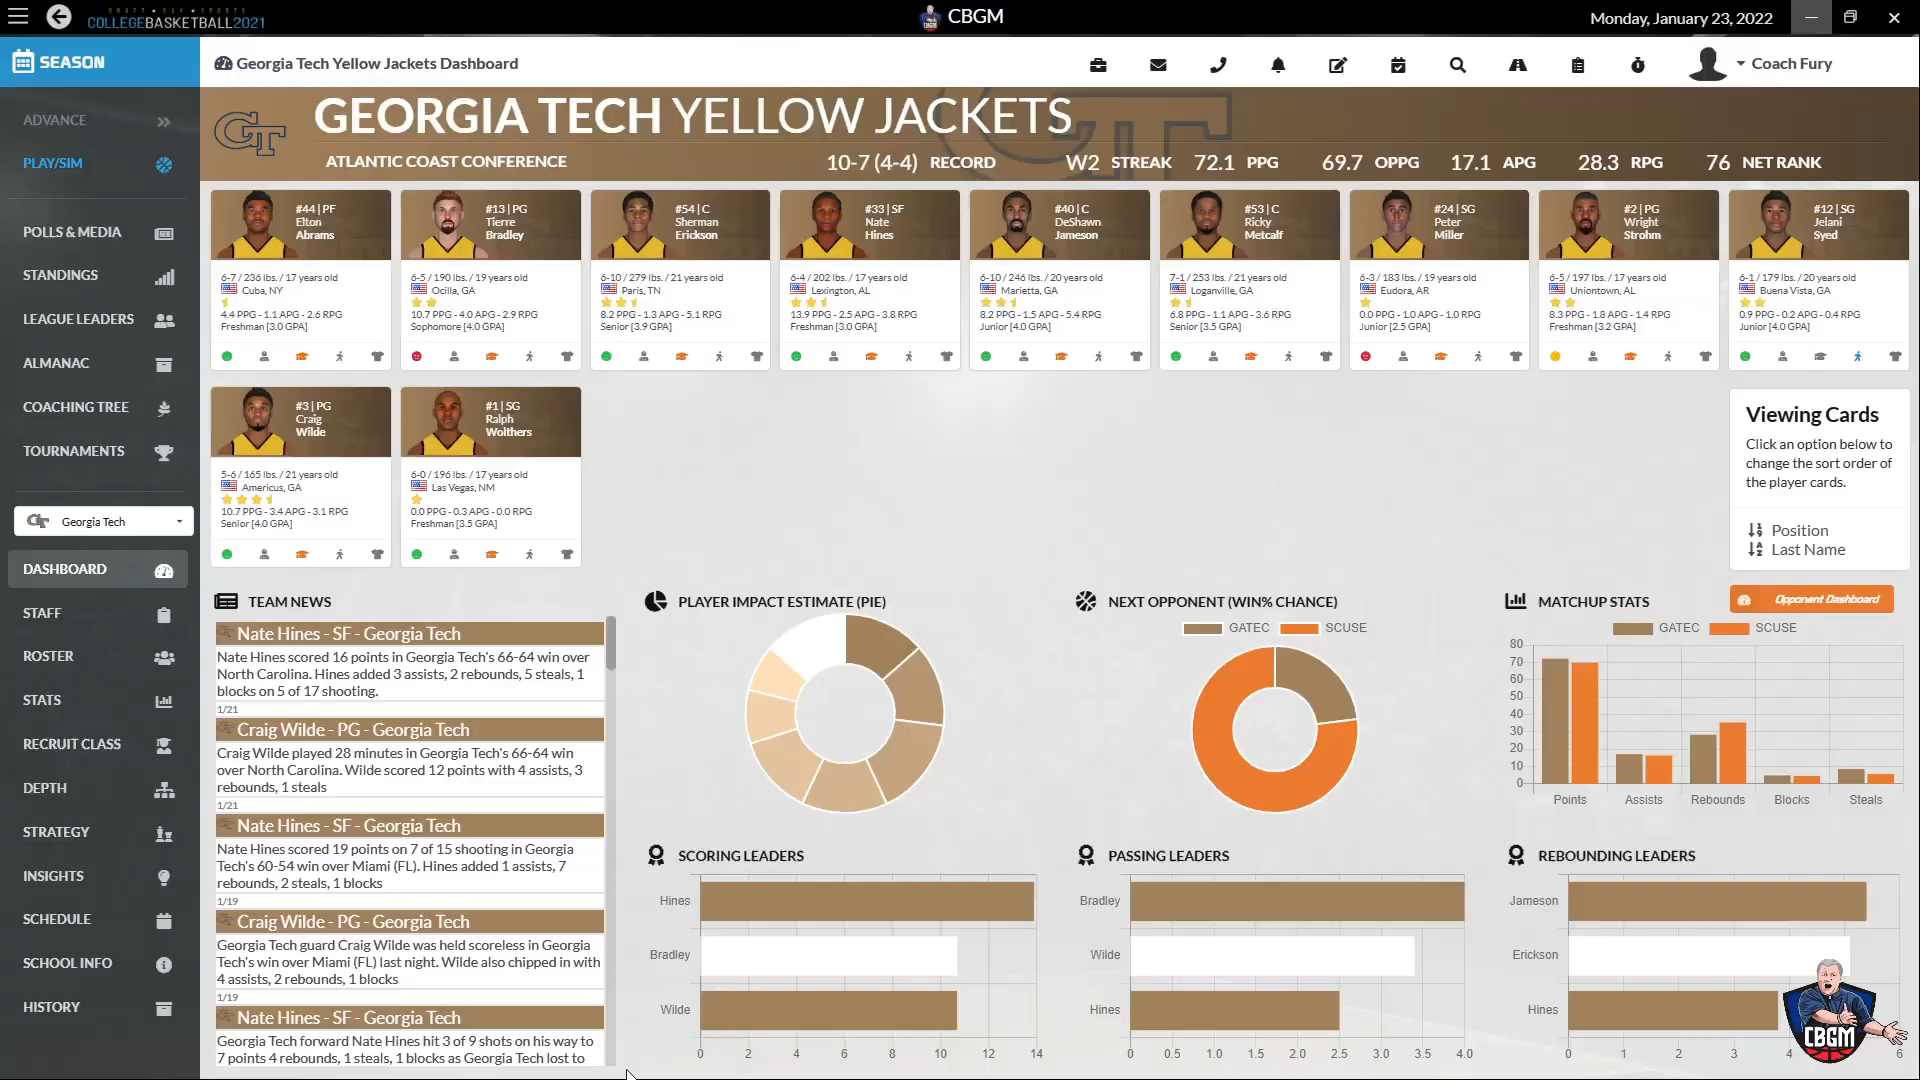 DRAFT • DAY • SPORTS
COLLEGEBASKETBALL2021
CBGM
Monday, January 23, 2022
SEASON
Georgia Tech Yellow Jackets Dashboard
Coach Fury
ADVANCE
PLAY/SIM
POLLS & MEDIA
STANDINGS
LEAGUE LEADERS
ALMANAC
COACHING TREE
TOURNAMENTS
Georgia Tech
DASHBOARD
STAFF
ROSTER
STATS
RECRUIT CLASS
DEPTH
STRATEGY
INSIGHTS
SCHEDULE
SCHOOL INFO
HISTORY
GEORGIA TECH YELLOW JACKETS
ATLANTIC COAST CONFERENCE
10-7 (4-4) RECORD W2 STREAK 72.1 PPG 69.7 OPPG 17.1 APG 28.3 RPG 76 NET RANK
#44 | PF
Elton
Abrams
6-7 / 236 lbs. / 17 years old
Cuba, NY
4.4 PPG - 1.1 APG - 2.6 RPG
Freshman [3.0 GPA]
#13 | PG
Tierre
Bradley
6-5 / 190 lbs. / 19 years old
Ocilla, GA
10.7 PPG - 4.0 APG - 2.9 RPG
Sophomore [4.0 GPA]
#54 | C
Sherman
Erickson
6-10 / 279 lbs. / 21 years old
Paris, TN
8.2 PPG - 1.3 APG - 5.1 RPG
Senior [3.9 GPA]
#33 | SF
Nate
Hines
6-4 / 202 lbs. / 17 years old
Lexington, AL
13.9 PPG - 2.5 APG - 3.8 RPG
Freshman [3.0 GPA]
#40 | C
DeShawn
Jameson
6-10 / 246 lbs. / 20 years old
Marietta, GA
8.2 PPG - 1.5 APG - 5.4 RPG
Junior [4.0 GPA]
#53 | C
Ricky
Metcalf
7-1 / 253 lbs. / 21 years old
Loganville, GA
6.8 PPG - 1.1 APG - 3.6 RPG
Senior [3.5 GPA]
#24 | SG
Peter
Miller
6-3 / 183 lbs. / 19 years old
Eudora, AR
0.0 PPG - 1.0 APG - 1.0 RPG
Junior [2.5 GPA]
#2 | PG
Wright
Strohm
6-5 / 197 lbs. / 17 years old
Uniontown, AL
8.3 PPG - 1.8 APG - 1.4 RPG
Freshman [3.2 GPA]
#12 | SG
Jelani
Syed
6-1 / 179 lbs. / 20 years old
Buena Vista, GA
0.9 PPG - 0.2 APG - 0.4 RPG
Junior [4.0 GPA]
#3 | PG
Craig
Wilde
5-6 / 165 lbs. / 21 years old
Americus, GA
10.7 PPG - 3.4 APG - 3.1 RPG
Senior [4.0 GPA]
#1 | SG
Ralph
Wolthers
6-0 / 196 lbs. / 17 years old
Las Vegas, NM
0.0 PPG - 0.3 APG - 0.0 RPG
Freshman [3.5 GPA]
Viewing Cards
Click an option below to
change the sort order of
the player cards.
Position
Last Name
TEAM NEWS
Nate Hines - SF - Georgia Tech
Nate Hines scored 16 points in Georgia Tech's 66-64 win over
North Carolina. Hines added 3 assists, 2 rebounds, 5 steals, 1
blocks on 5 of 17 shooting.
1/21
Craig Wilde - PG - Georgia Tech
Craig Wilde played 28 minutes in Georgia Tech's 66-64 win
over North Carolina. Wilde scored 12 points with 4 assists, 3
rebounds, 1 steals
1/21
Nate Hines - SF - Georgia Tech
Nate Hines scored 19 points on 7 of 15 shooting in Georgia
Tech's 60-54 win over Miami (FL). Hines added 1 assists, 7
rebounds, 2 steals, 1 blocks
1/19
Craig Wilde - PG - Georgia Tech
Georgia Tech guard Craig Wilde was held scoreless in Georgia
Tech's win over Miami (FL) last night. Wilde also chipped in with
4 assists, 2 rebounds, 1 blocks
1/19
Nate Hines - SF - Georgia Tech
Georgia Tech forward Nate Hines hit 3 of 9 shots on his way to
7 points 4 rebounds, 1 steals, 1 blocks as Georgia Tech lost to
PLAYER IMPACT ESTIMATE (PIE)
NEXT OPPONENT (WIN% CHANCE)
GATEC SCUSE
MATCHUP STATS
Opponent Dashboard
GATEC SCUSE
80
70
60
50
40
30
20
10
0
Points Assists Rebounds Blocks Steals
SCORING LEADERS
Hines
Bradley
Wilde
0 2 4 6 8 10 12 14
PASSING LEADERS
Bradley
Wilde
Hines
0 0.5 1.0 1.5 2.0 2.5 3.0 3.5 4.0
REBOUNDING LEADERS
Jameson
Erickson
Hines
0 1 2 3 4 6
CBGM